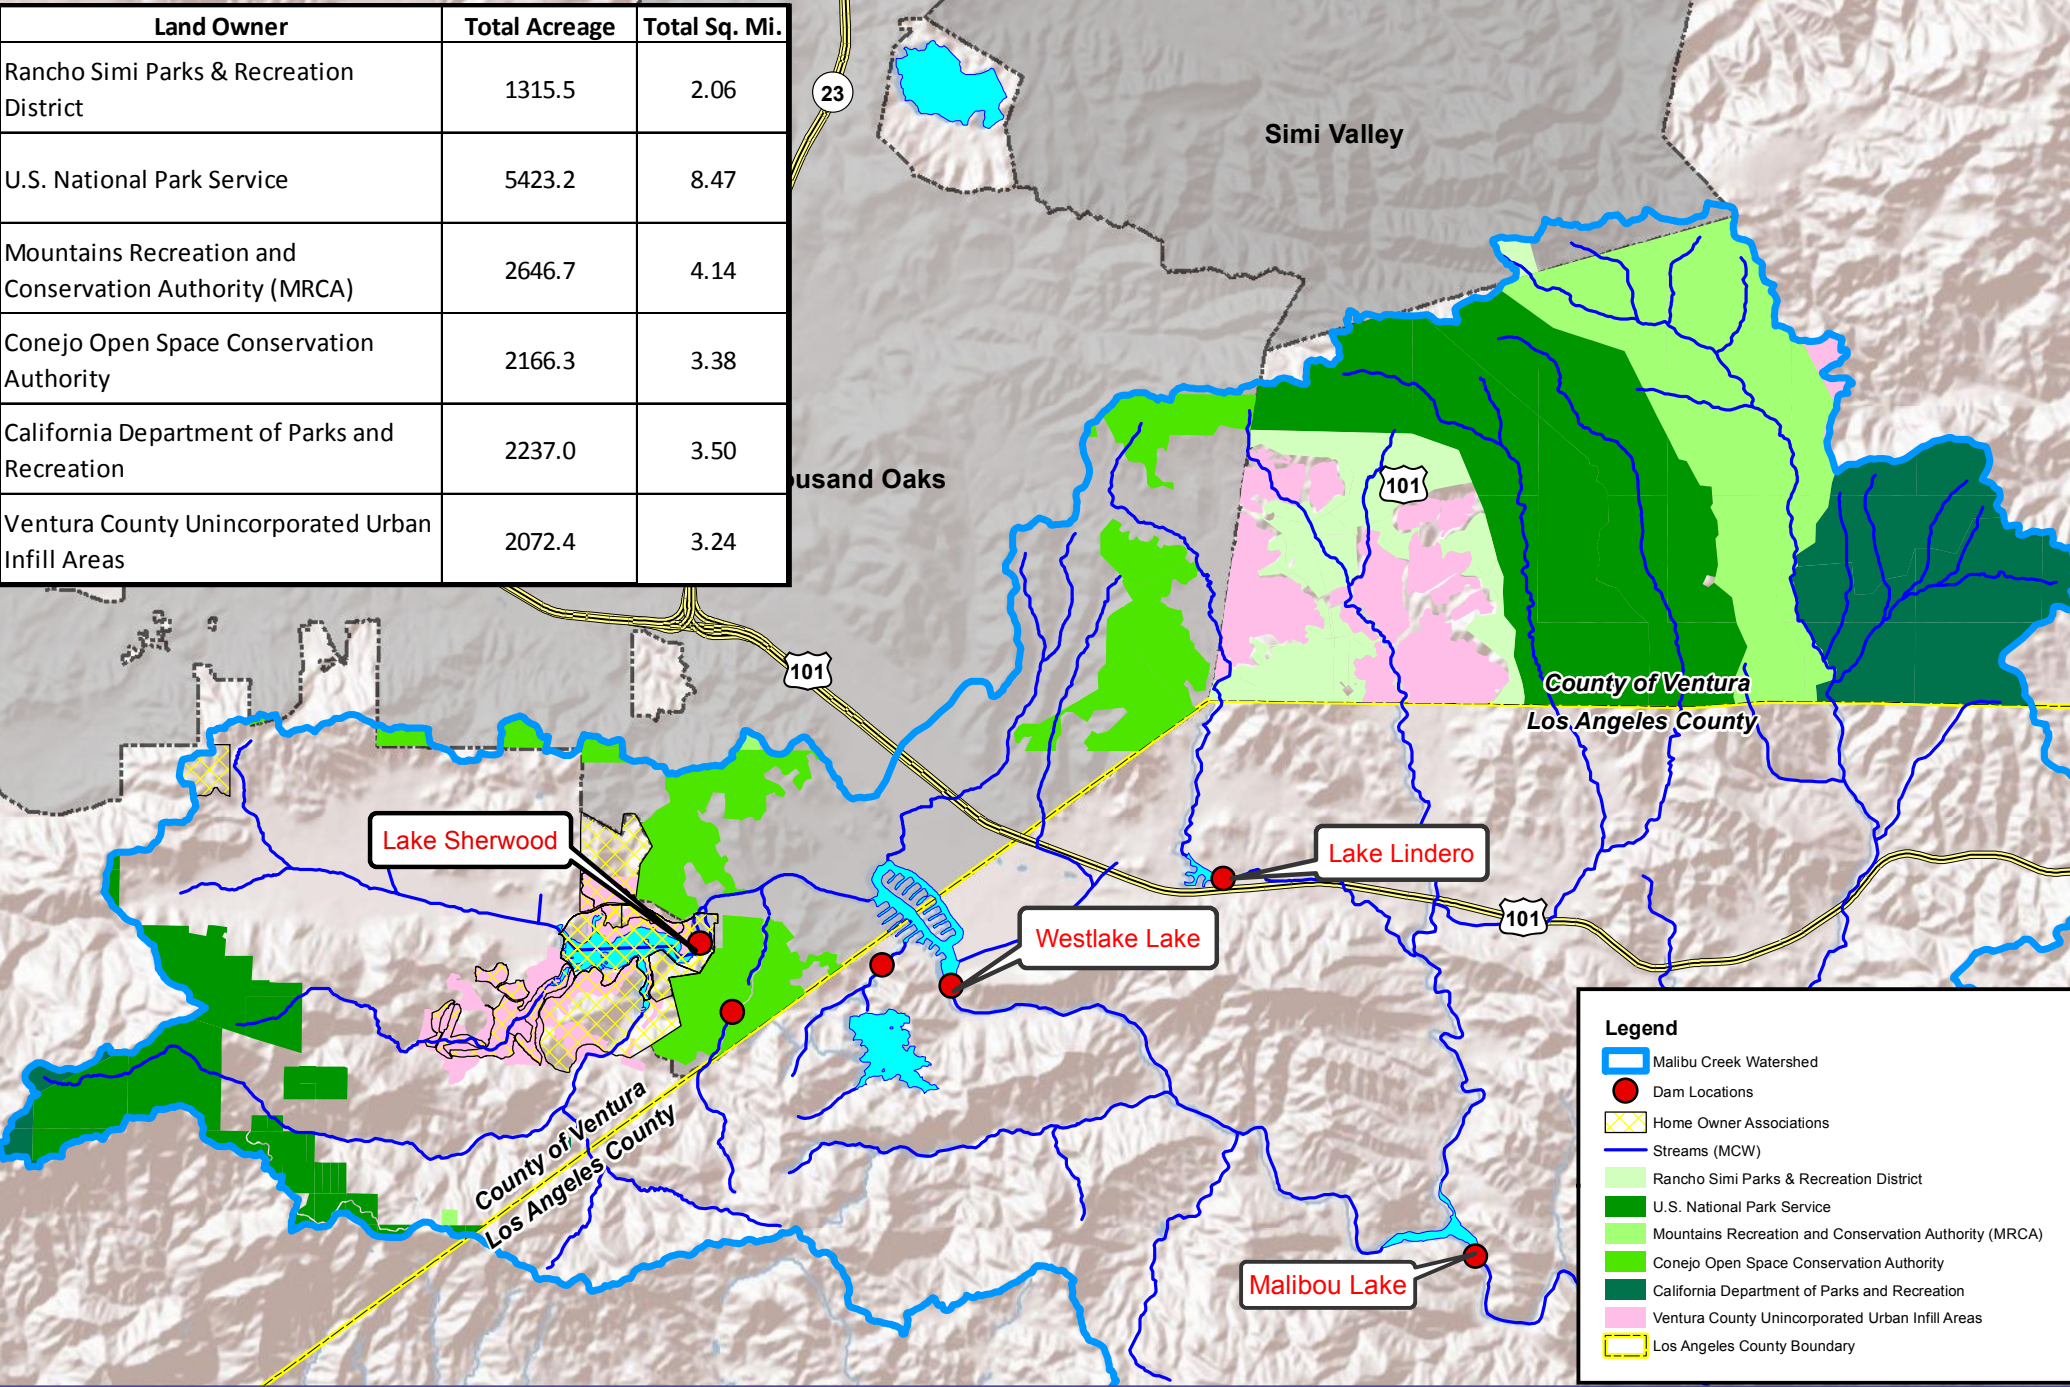 Land Owner Total Acreage Total Sq. Mi.
Rancho Simi Parks & Recreation
District 1315.5 2.06
U.S. National Park Service 5423.2 8.47
Mountains Recreation and
Conservation Authority (MRCA) 2646.7 4.14
Conejo Open Space Conservation
Authority 2166.3 3.38
California Department of Parks and
Recreation 2237.0 3.50
Ventura County Unincorporated Urban
Infill Areas 2072.4 3.24
23
Simi Valley
ousand Oaks
101
101
County of Ventura
Los Angeles County
Lake Sherwood
Lake Lindero
Westlake Lake
101
County of Ventura
Los Angeles County
Malibou Lake
Legend
Malibu Creek Watershed
Dam Locations
Home Owner Associations
Streams (MCW)
Rancho Simi Parks & Recreation District
U.S. National Park Service
Mountains Recreation and Conservation Authority (MRCA)
Conejo Open Space Conservation Authority
California Department of Parks and Recreation
Ventura County Unincorporated Urban Infill Areas
Los Angeles County Boundary